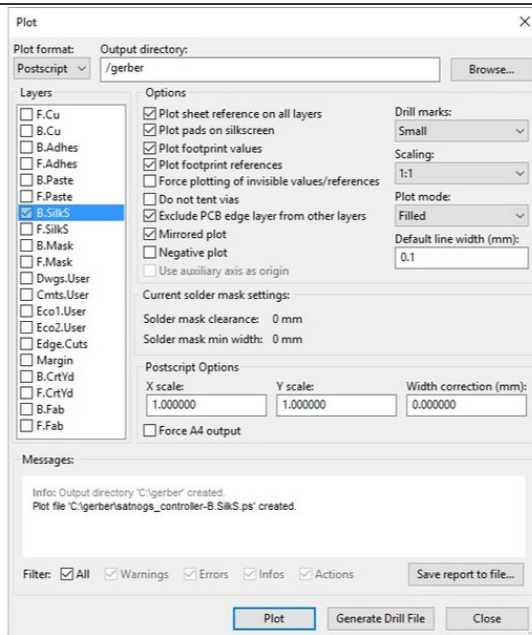 Plot
Plot format:
Output directory:
Postscript
/gerber
Browse...
Layers
F.Cu
B.Cu
B.Adhes
F.Adhes
B.Paste
F.Paste
B.SilkS
F.SilkS
B.Mask
F.Mask
Dwgs.User
Cmts.User
Eco1.User
Eco2.User
Edge.Cuts
Margin
B.CrtYd
F.CrtYd
B.Fab
F.Fab
Options
Plot sheet reference on all layers
Plot pads on silkscreen
Plot footprint values
Plot footprint references
Force plotting of invisible values/references
Do not tent vias
Exclude PCB edge layer from other layers
Mirrored plot
Negative plot
Use auxiliary axis as origin
Drill marks:
Small
Scaling:
1:1
Plot mode:
Filled
Default line width (mm):
0.1
Current solder mask settings:
Solder mask clearance: 0 mm
Solder mask min width: 0 mm
Postscript Options
X scale:
Y scale:
Width correction (mm):
1.000000
1.000000
0.000000
Force A4 output
Messages:
Info: Output directory 'C:\gerber' created.
Plot file 'C:\gerber\satnogs_controller-B.SilkS.ps' created.
Filter: All Warnings Errors Infos Actions
Save report to file...
Plot
Generate Drill File
Close